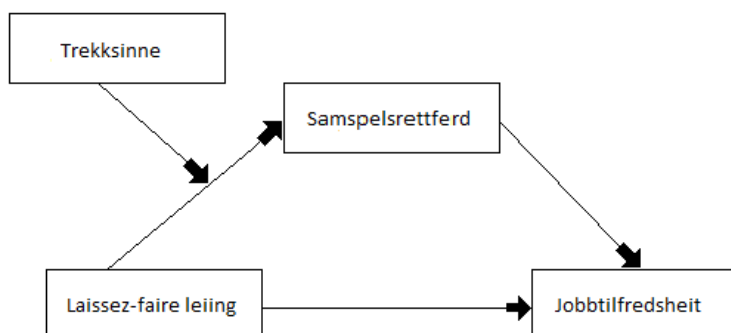 Trekksinne
Samspelsrettferd
Laissez-faire leiing
Jobbtilfredsheit